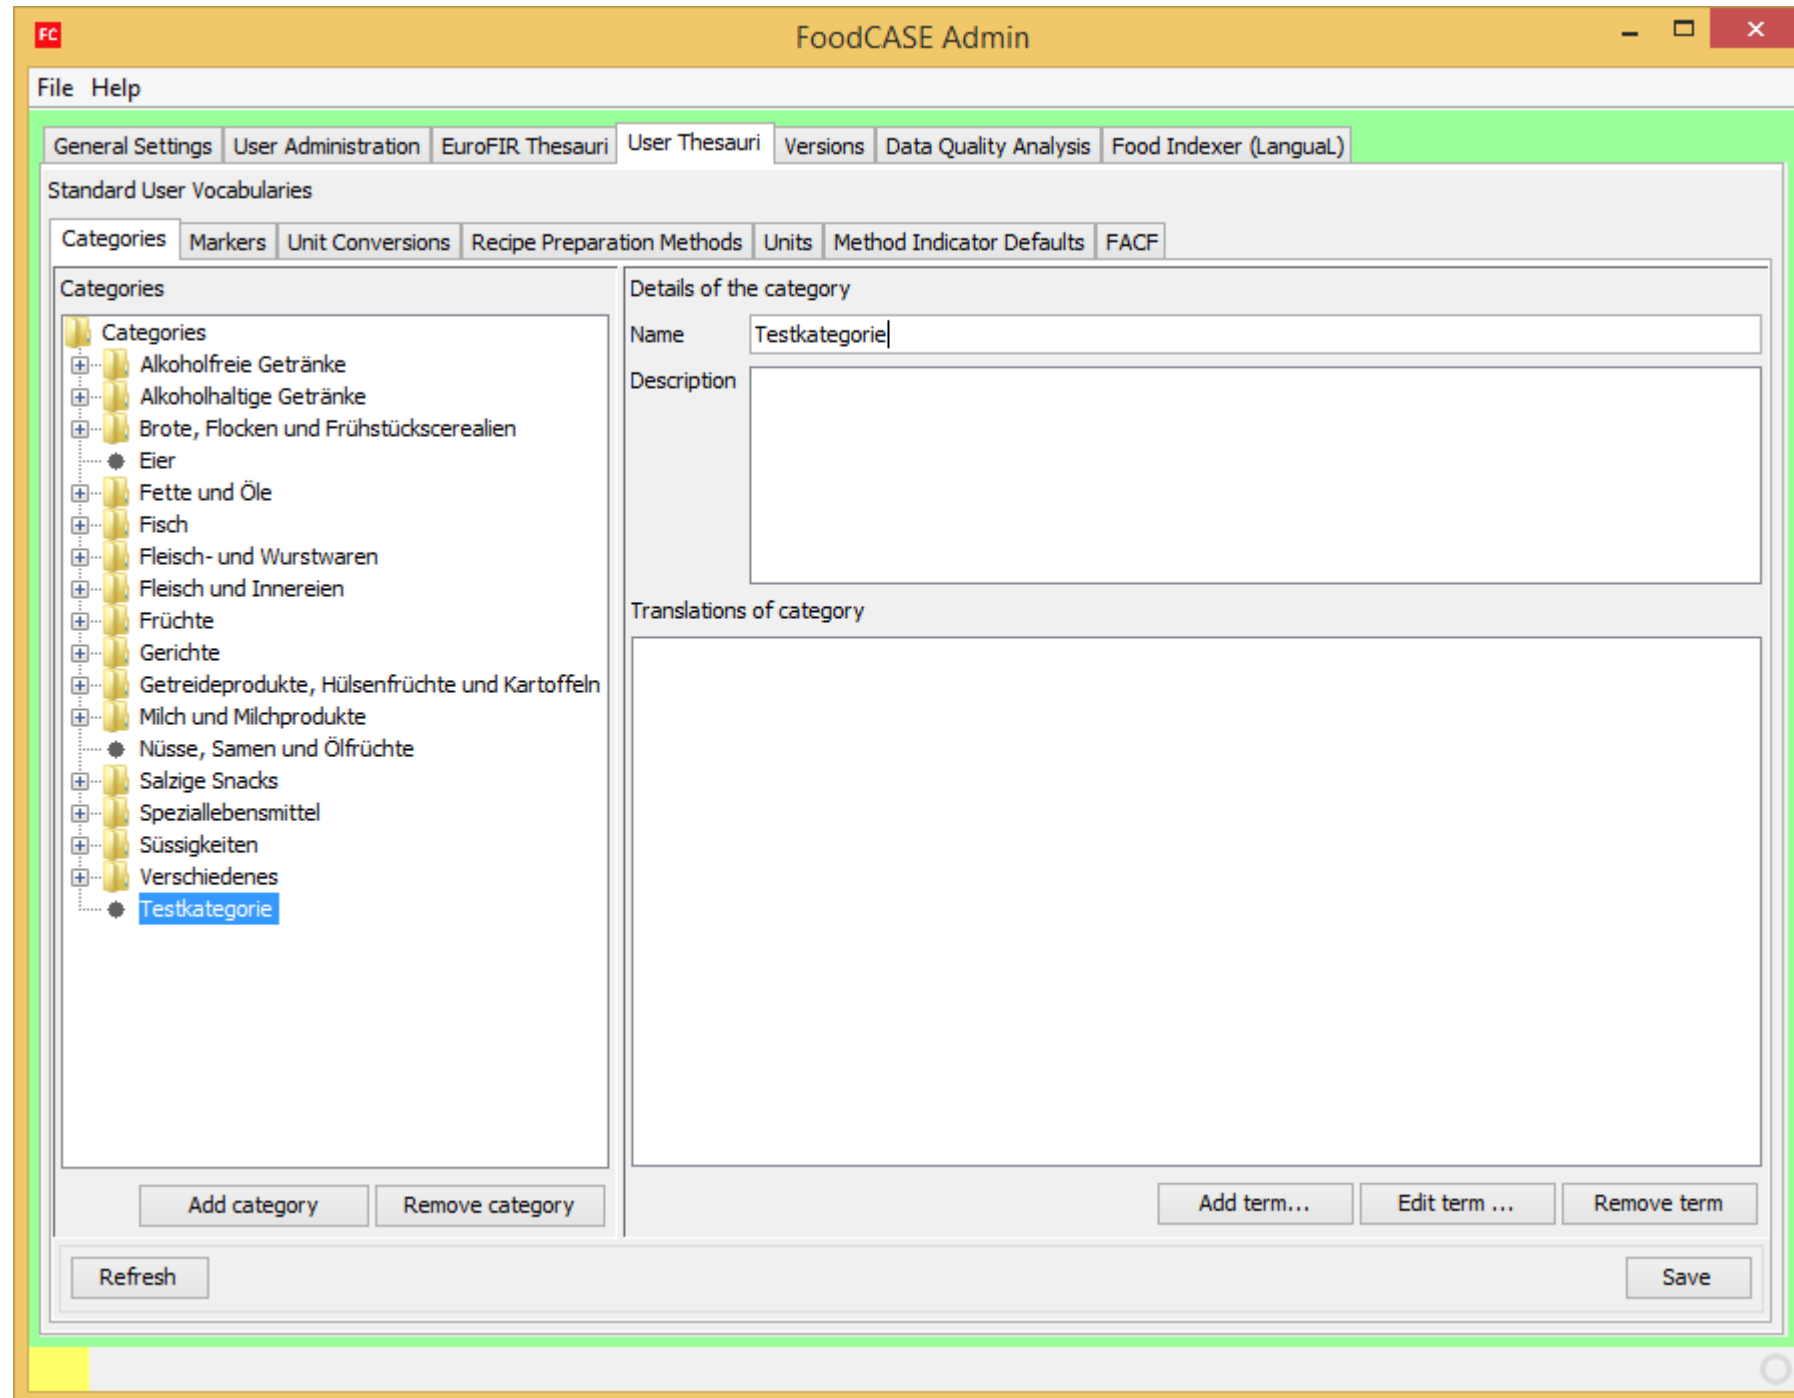 FC
FoodCASE Admin
File Help
General Settings User Administration EuroFIR Thesauri User Thesauri Versions Data Quality Analysis Food Indexer (LanguaL)
Standard User Vocabularies
Categories Markers Unit Conversions Recipe Preparation Methods Units Method Indicator Defaults FACF
Categories
Categories
Alkoholfreie Getränke
Alkoholhaltige Getränke
Brote, Flocken und Frühstückscerealien
Eier
Fette und Öle
Fisch
Fleisch- und Wurstwaren
Fleisch und Innereien
Früchte
Gerichte
Getreideprodukte, Hülsenfrüchte und Kartoffeln
Milch und Milchprodukte
Nüsse, Samen und Ölfrüchte
Salzige Snacks
Speziallebensmittel
Süssigkeiten
Verschiedenes
Testkategorie
Add category Remove category
Details of the category
Name Testkategorie
Description
Translations of category
Add term... Edit term ... Remove term
Refresh Save